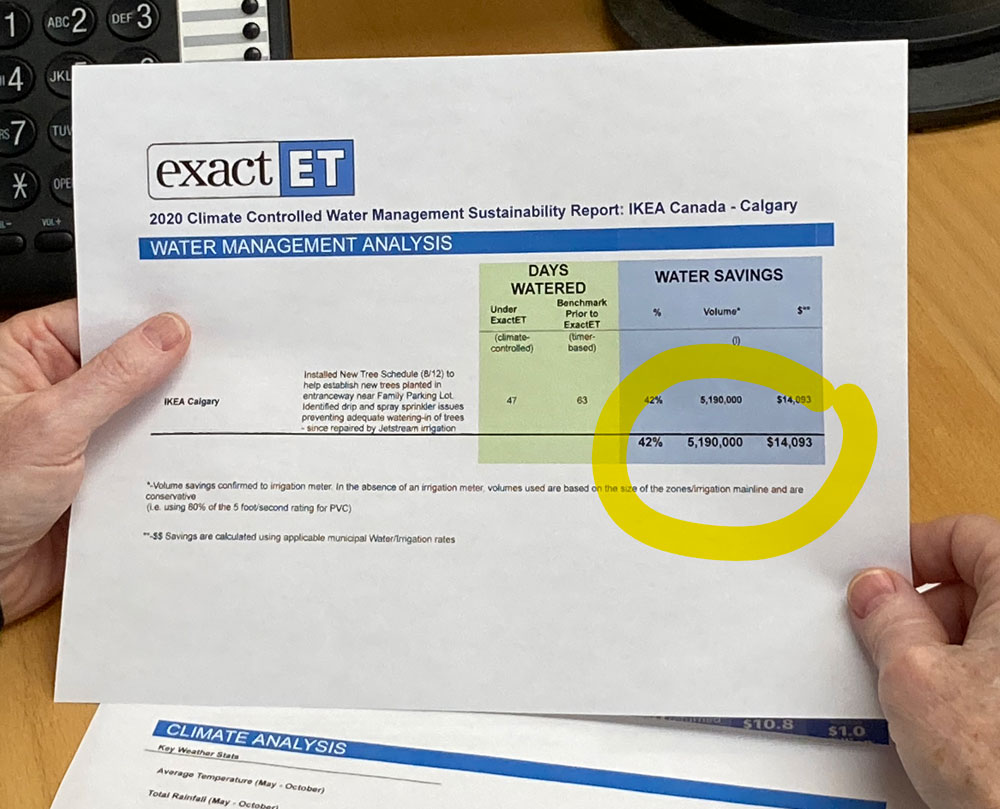 1 ABC 2 DEF 3
4 JKL
7 TUV
* OPE
VOL+
exact ET
2020 Climate Controlled Water Management Sustainability Report: IKEA Canada - Calgary
WATER MANAGEMENT ANALYSIS
DAYS WATERED
WATER SAVINGS
Under ExactET
Benchmark Prior to ExactET
% Volume* $**
(climate-controlled)
(timer-based)
(l)
Installed New Tree Schedule (8/12) to
help establish new trees planted in
entranceway near Family Parking Lot.
IKEA Calgary 47 63 42% 5,190,000 $14,093
Identified drip and spray sprinkler issues
preventing adequate watering-in of trees
- since repaired by Jetstream irrigation
42% 5,190,000 $14,093
*-Volume savings confirmed to irrigation meter. In the absence of an irrigation meter, volumes used are based on the size of the zones/irrigation mainline and are
conservative
(i.e. using 80% of the 5 foot/second rating for PVC)
**-$$ Savings are calculated using applicable municipal Water/Irrigation rates
$10.8 $1.0
CLIMATE ANALYSIS
Key Weather Stats
Average Temperature (May - October)
Total Rainfall (May - October)